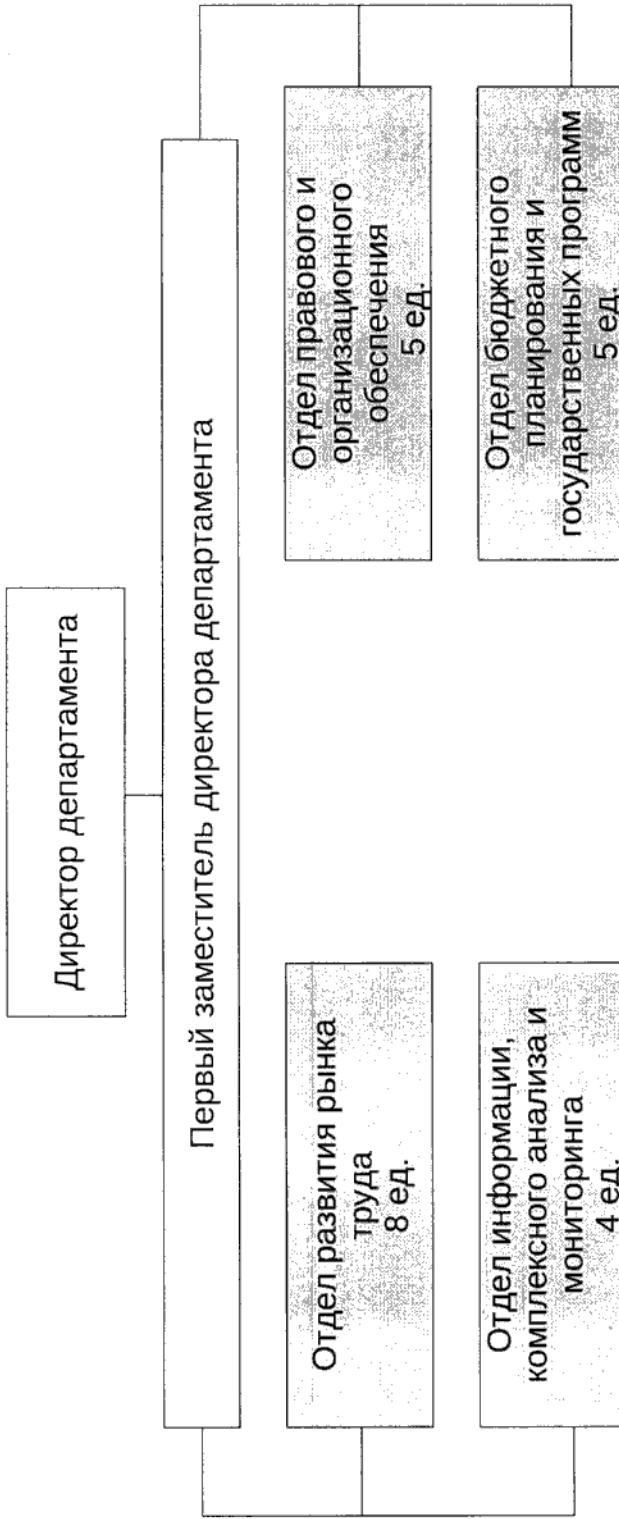 Директор департамента
Первый заместитель директора департамента
Отдел развития рынка
труда
8 ед.
Отдел правового и
организационного
обеспечения
5 ед.
Отдел информации,
комплексного анализа и
мониторинга
4 ед.
Отдел бюджетного
планирования и
государственных программ
5 ед.